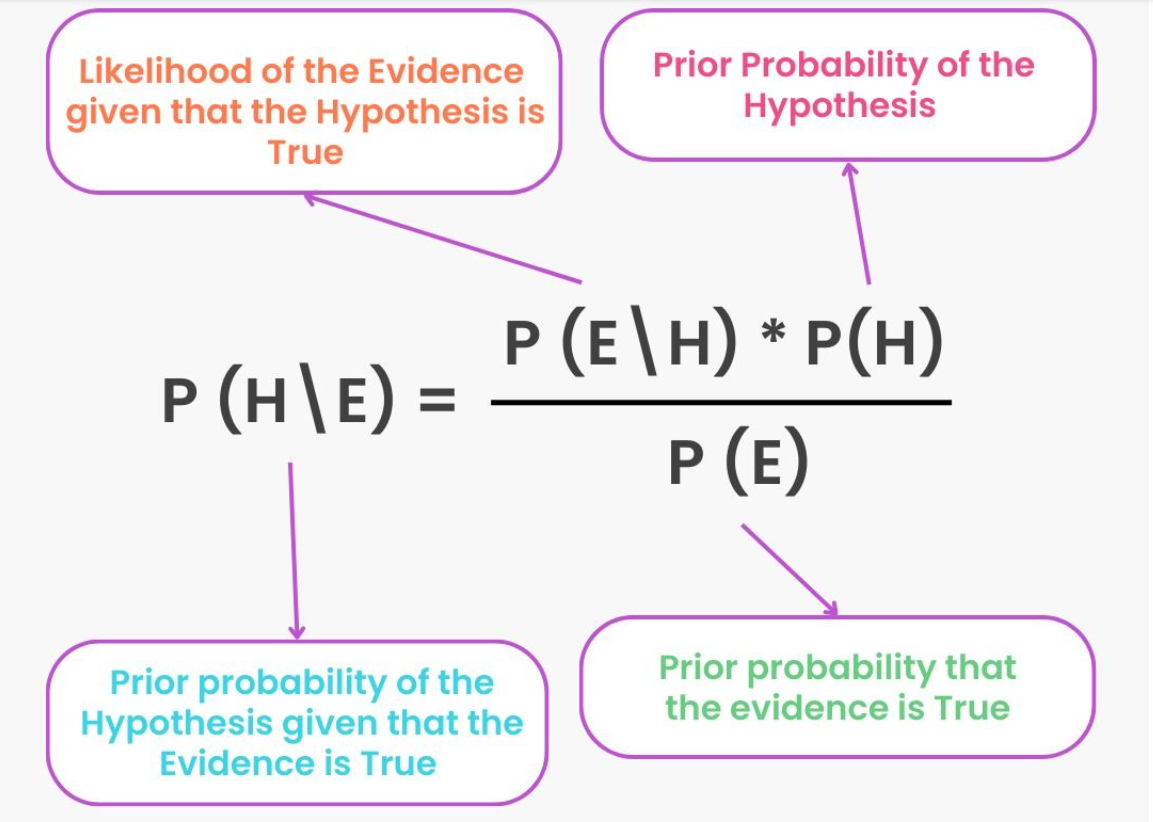 Likelihood of the Evidence
given that the Hypothesis is
True
Prior Probability of the
Hypothesis
P (E\H) * P(H)
P (H\E) =
P (E)
Prior probability of the
Hypothesis given that the
Evidence is True
Prior probability that
the evidence is True